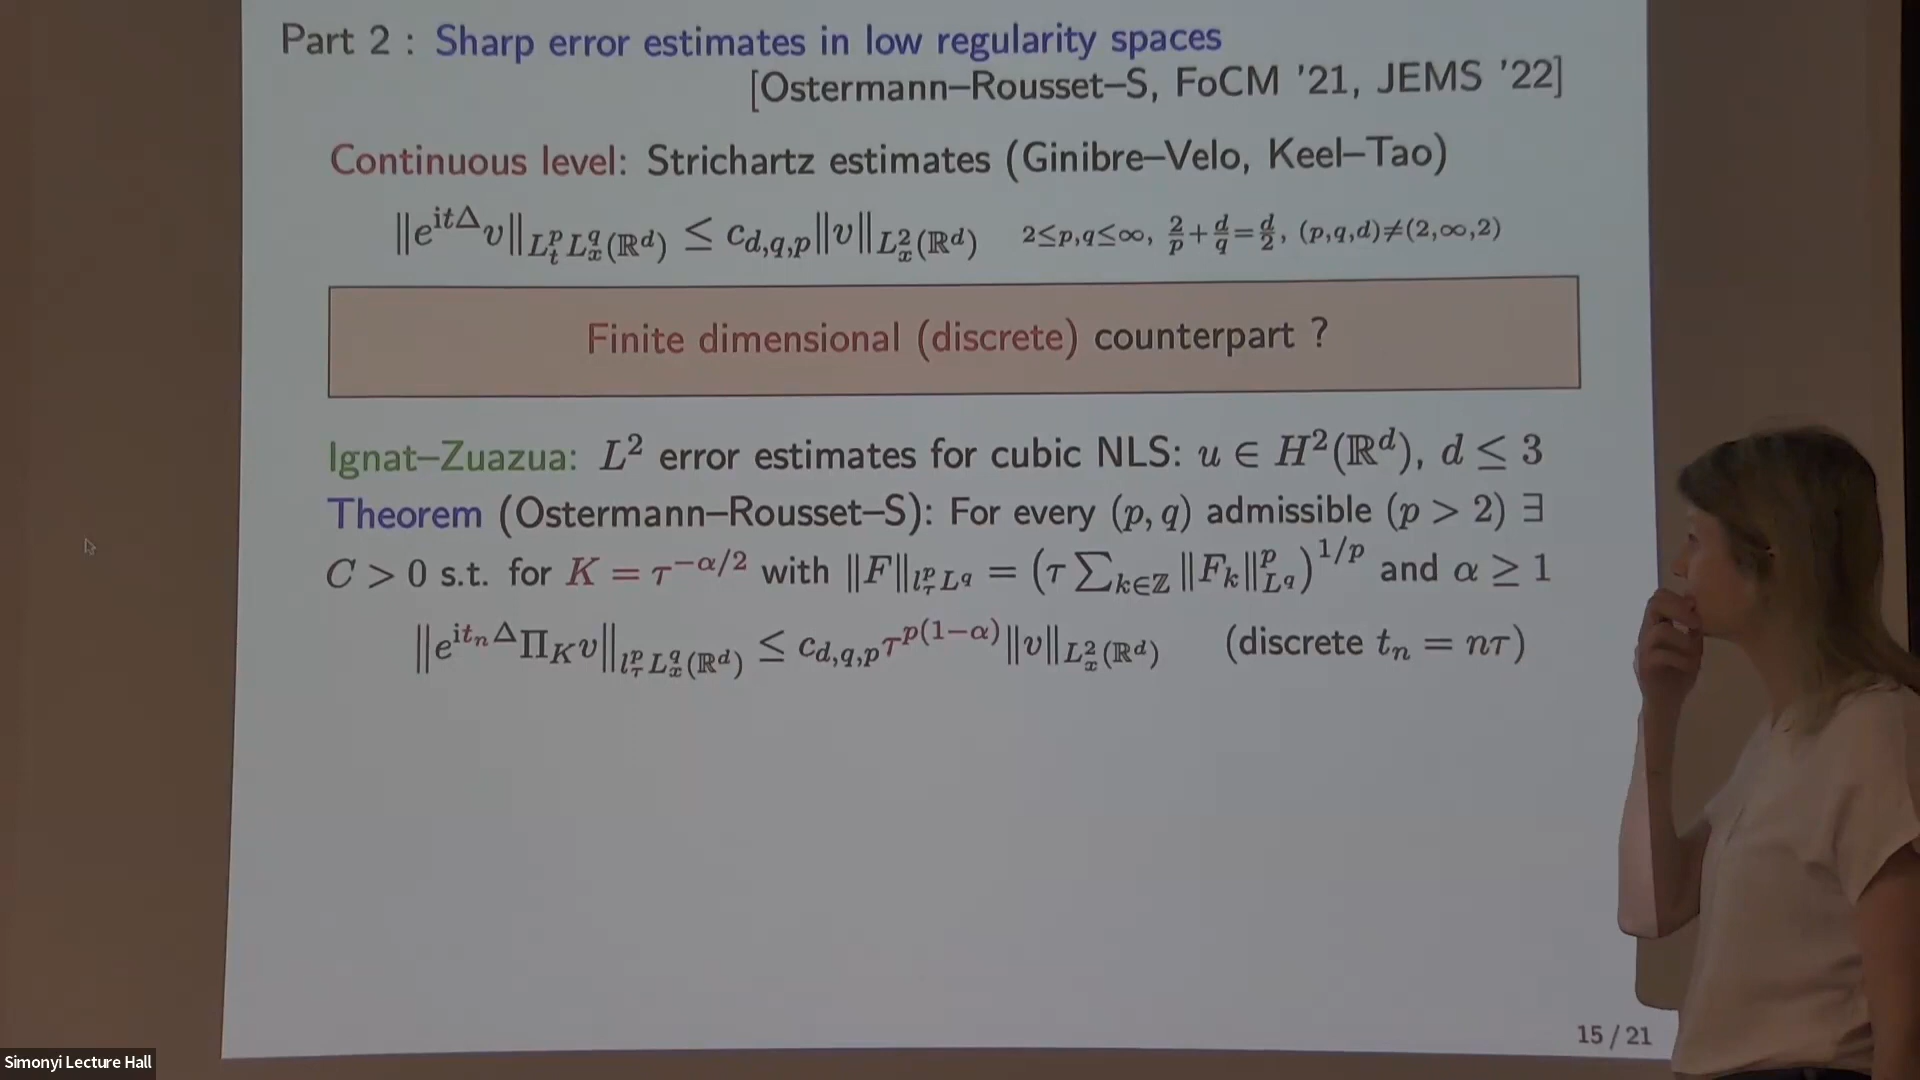 Part 2 : Sharp error estimates in low regularity spaces
[Ostermann–Rousset–S, FoCM '21, JEMS '22]
Continuous level: Strichartz estimates (Ginibre–Velo, Keel–Tao)
‖e^{itΔ}v‖_{L^p_t L^q_x(ℝ^d)} ≤ c_{d,q,p}‖v‖_{L^2_x(ℝ^d)}   2≤p,q≤∞, 2/p+d/q=d/2, (p,q,d)≠(2,∞,2)
Finite dimensional (discrete) counterpart ?
Ignat–Zuazua: L² error estimates for cubic NLS: u ∈ H²(ℝ^d), d ≤ 3
Theorem (Ostermann–Rousset–S): For every (p, q) admissible (p > 2) ∃
C > 0 s.t. for K = τ^{−α/2} with ‖F‖_{l^p_τ L^q} = (τ ∑_{k∈ℤ} ‖F_k‖^p_{L^q})^{1/p} and α ≥ 1
‖e^{it_nΔ}Π_K v‖_{l^p_τ L^q_x(ℝ^d)} ≤ c_{d,q,p}τ^{p(1−α)}‖v‖_{L^2_x(ℝ^d)}   (discrete t_n = nτ)
15 / 21
Simonyi Lecture Hall